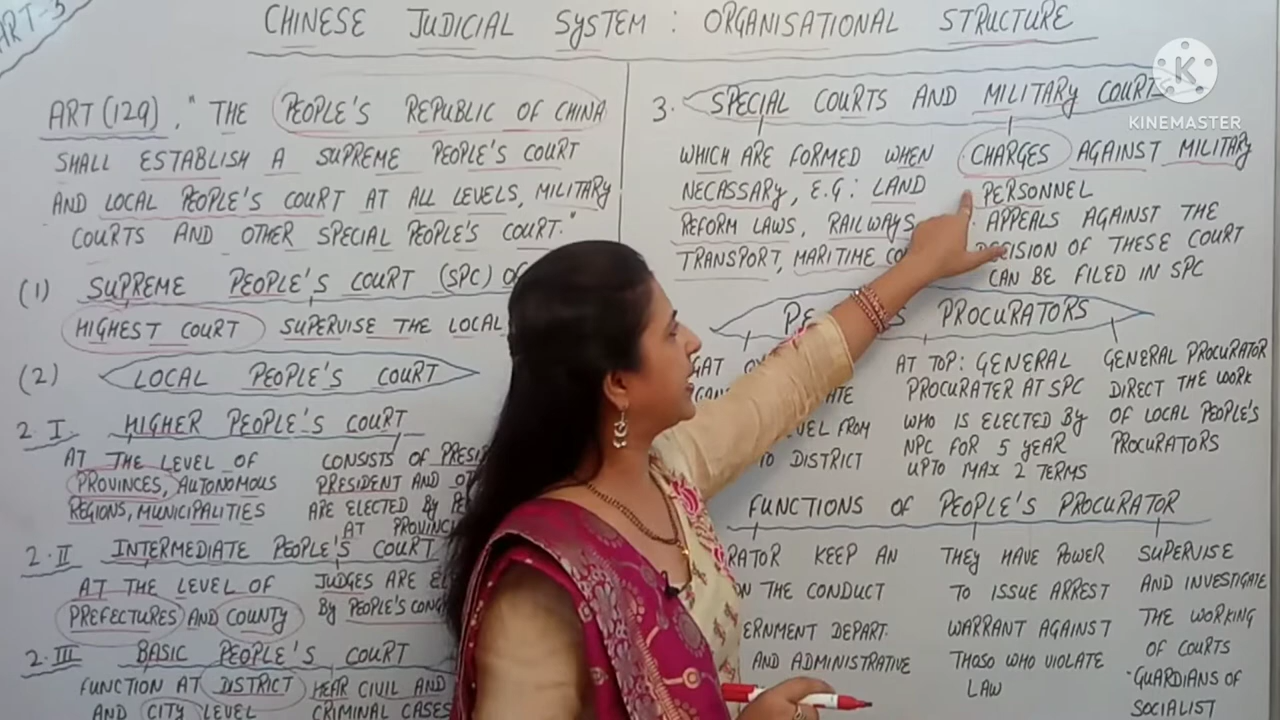 ART-3
CHINESE JUDICIAL SYSTEM : ORGANISATIONAL STRUCTURE
ART (129) , " THE PEOPLE'S REPUBLIC OF CHINA
SHALL ESTABLISH A SUPREME PEOPLE'S COURT
AND LOCAL PEOPLE'S COURT AT ALL LEVELS, MILITARY
COURTS AND OTHER SPECIAL PEOPLE'S COURT."
(1) SUPREME PEOPLE'S COURT (SPC)
HIGHEST COURT SUPERVISE THE LOCAL
(2) LOCAL PEOPLE'S COURT
2.I HIGHER PEOPLE'S COURT
AT THE LEVEL OF
PROVINCES, AUTONOMOUS
REGIONS, MUNICIPALITIES
CONSISTS OF
PRESIDENT AND
ARE ELECTED BY
AT
2.II INTERMEDIATE PEOPLE'S COURT
AT THE LEVEL OF
PREFECTURES AND COUNTY
JUDGES ARE
BY PEOPLE'S
2.III BASIC PEOPLE'S COURT
FUNCTION AT DISTRICT
AND CITY LEVEL
HEAR CIVIL AND
CRIMINAL CASES
3. SPECIAL COURTS AND MILITARY COURTS
WHICH ARE FORMED WHEN
NECASSARY, E.G: LAND
REFORM LAWS, RAILWAYS
TRANSPORT, MARITIME
CHARGES AGAINST MILITARY
PERSONNEL
APPEALS AGAINST THE
DECISION OF THESE COURT
CAN BE FILED IN SPC
PROCURATORS
LEVEL FROM
TO DISTRICT
AT TOP: GENERAL
PROCURATER AT SPC
WHO IS ELECTED BY
NPC FOR 5 YEAR
UPTO MAX 2 TERMS
GENERAL PROCURATOR
DIRECT THE WORK
OF LOCAL PEOPLE'S
PROCURATORS
FUNCTIONS OF PEOPLE'S PROCURATOR
KEEP AN
ON THE CONDUCT
DEPART.
AND ADMINISTRATIVE
THEY HAVE POWER
TO ISSUE ARREST
WARRANT AGAINST
THOSO WHO VIOLATE
LAW
SUPERVISE
AND INVESTIGATE
THE WORKING
OF COURTS
"GUARDIANS OF
SOCIALIST
K
KINEMASTER